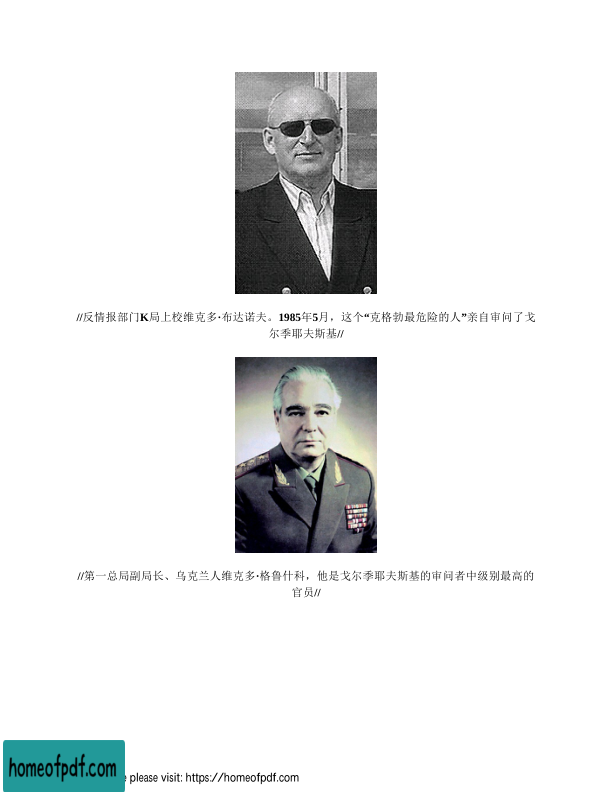 //反情报部门K局上校维克多·布达诺夫。1985年5月，这个“克格勃最危险的人”亲自审问了戈
尔季耶夫斯基//
//第一总局副局长、乌克兰人维克多·格鲁什科，他是戈尔季耶夫斯基的审问者中级别最高的
官员//
homeofpdf.com
e please visit: https://homeofpdf.com